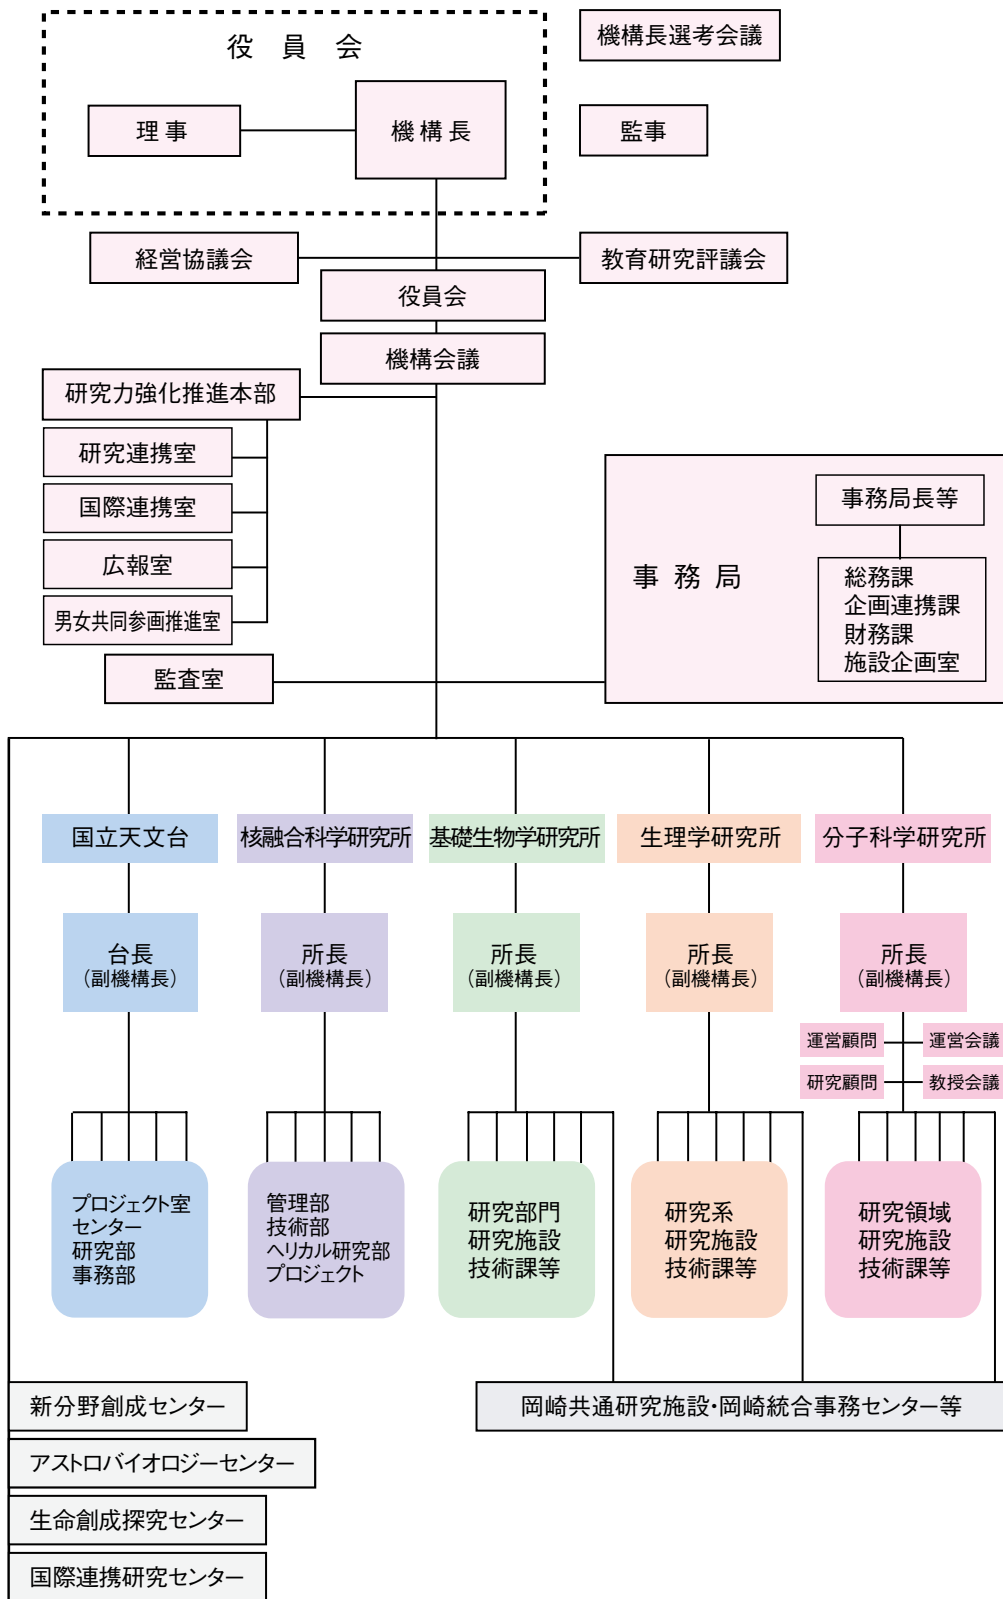 役員会
機構長選考会議
理事
機構長
監事
経営協議会
教育研究評議会
役員会
機構会議
研究力強化推進本部
研究連携室
国際連携室
広報室
男女共同参画推進室
監査室
事務局
事務局長等
総務課
企画連携課
財務課
施設企画室
国立天文台
核融合科学研究所
基礎生物学研究所
生理学研究所
分子科学研究所
台長
（副機構長）
所長
（副機構長）
所長
（副機構長）
所長
（副機構長）
所長
（副機構長）
運営顧問
運営会議
研究顧問
教授会議
プロジェクト室
センター
研究部
事務部
管理部
技術部
ヘリカル研究部
プロジェクト
研究部門
研究施設
技術課等
研究系
研究施設
技術課等
研究領域
研究施設
技術課等
新分野創成センター
岡崎共通研究施設・岡崎統合事務センター等
アストロバイオロジーセンター
生命創成探究センター
国際連携研究センター